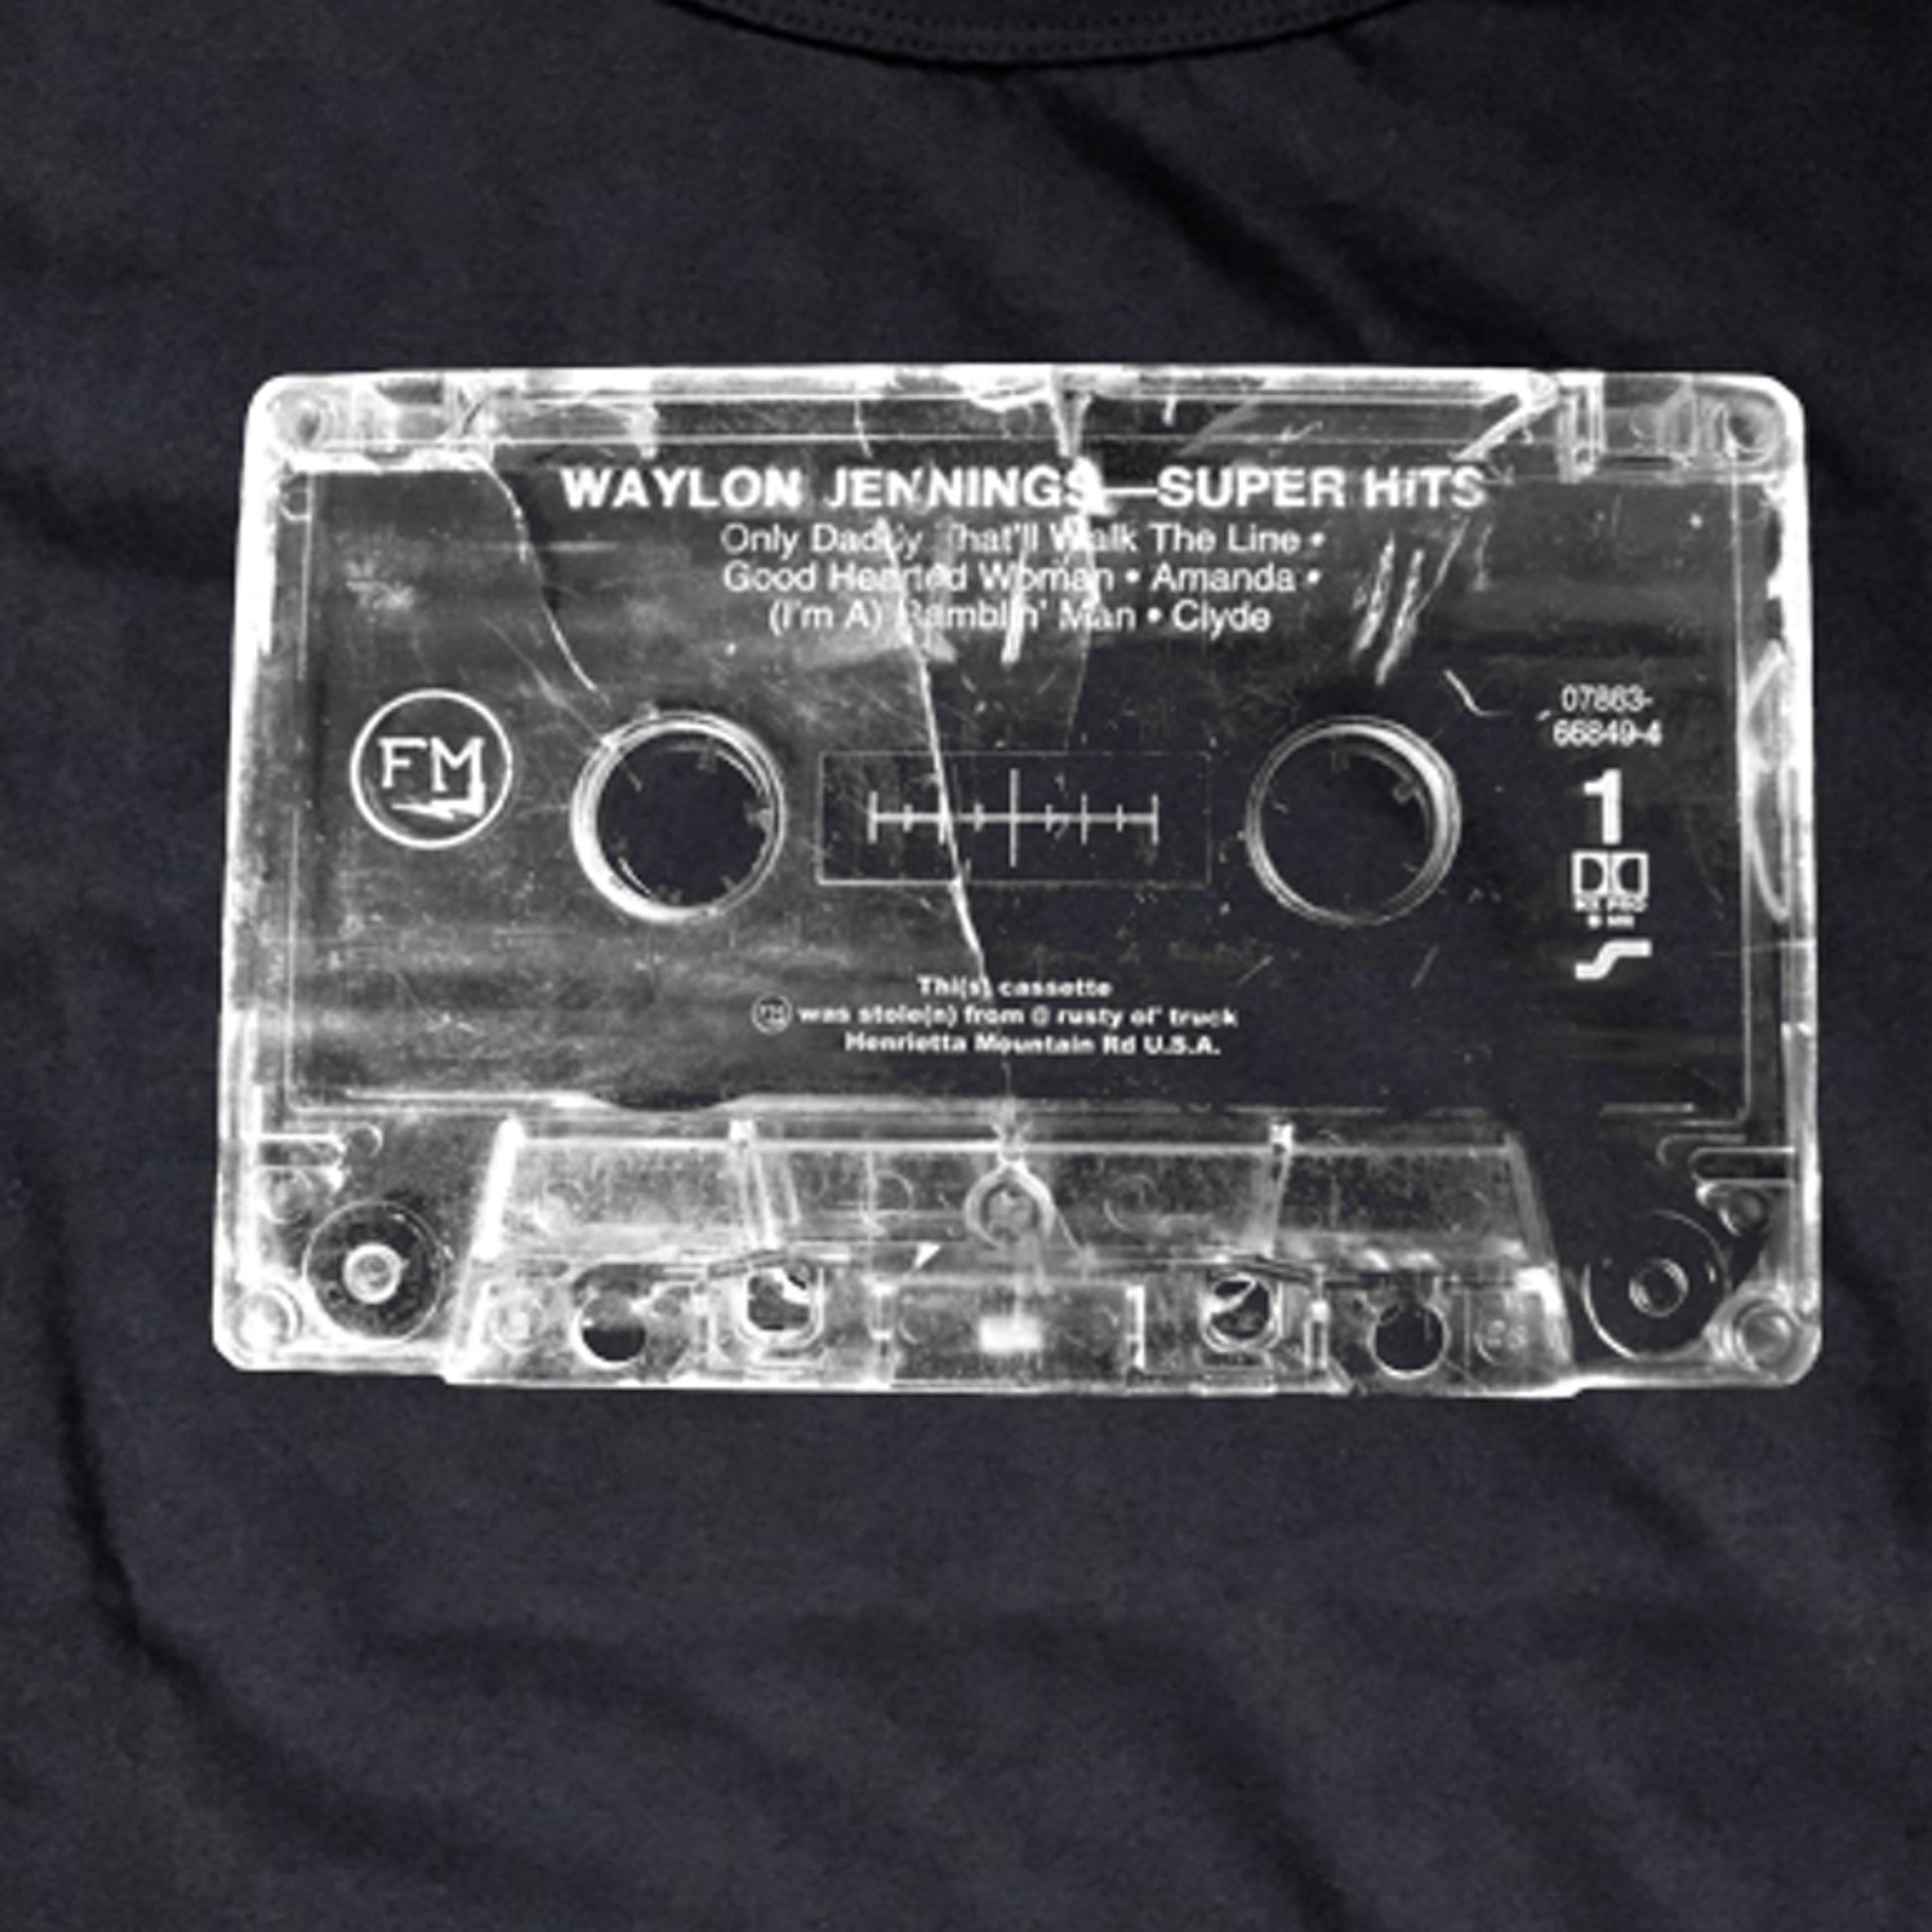 WAYLON JENNINGS—SUPER HITS
Only Daddy That'll Walk The Line •
Good Hearted Woman • Amanda •
(I'm A) Ramblin' Man • Clyde
FM
07863-
66849-4
1
Thi(s) cassette
FM was stole(n) from @ rusty ol' truck
Henrietta Mountain Rd U.S.A.